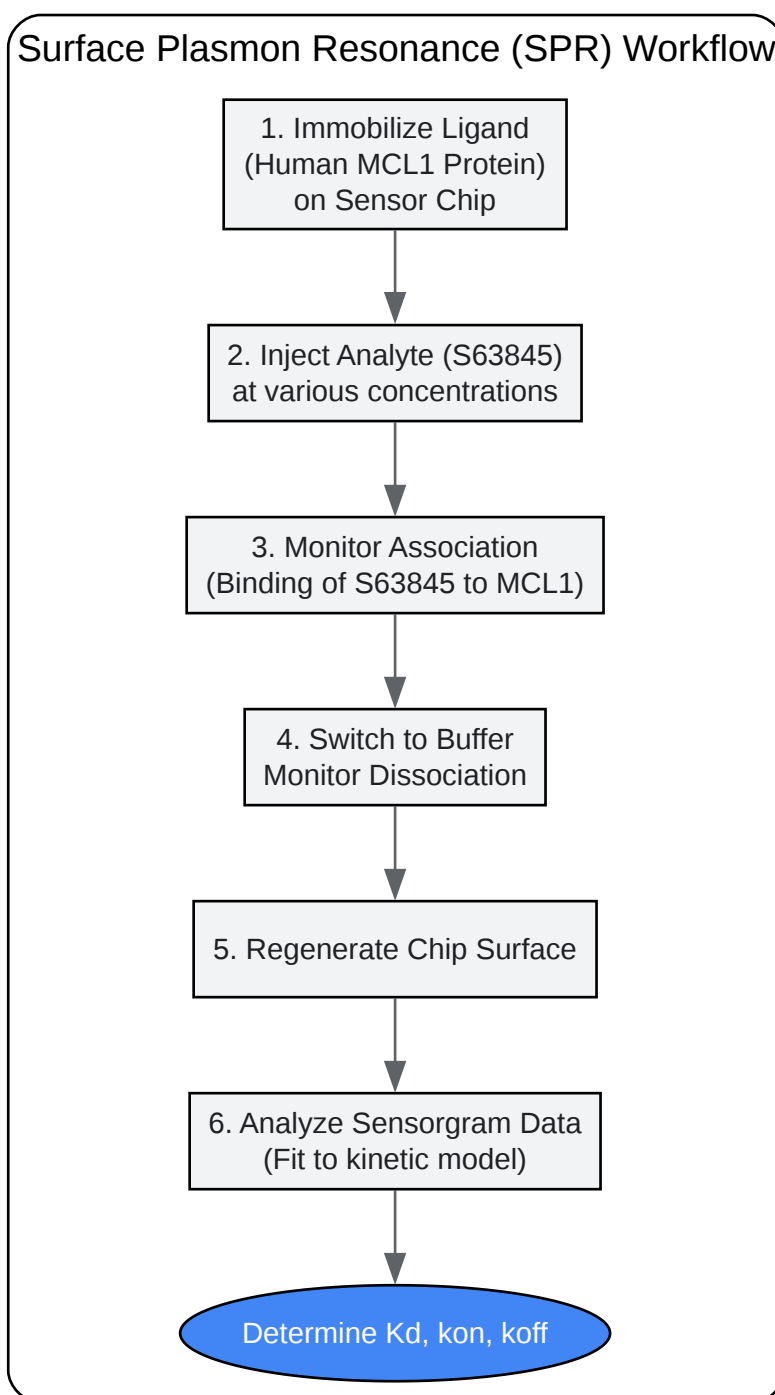 Surface Plasmon Resonance (SPR) Workflow
1. Immobilize Ligand
(Human MCL1 Protein)
on Sensor Chip
2. Inject Analyte (S63845)
at various concentrations
3. Monitor Association
(Binding of S63845 to MCL1)
4. Switch to Buffer
Monitor Dissociation
5. Regenerate Chip Surface
6. Analyze Sensorgram Data
(Fit to kinetic model)
Determine Kd, kon, koff